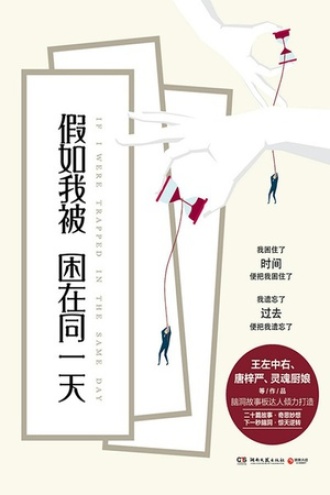 假如我被 困在同一天
IF I WERE TRAPPED IN THE SAME DAY
我困住了
时间
便把我困住了
我遗忘了
过去
便把我遗忘了
王左中右、
唐梓严、灵魂厨娘
等/作/品
脑洞故事板达人倾力打造
二十篇故事·奇思妙想
下一秒脑洞·惊天逆转
湖南文艺出版社